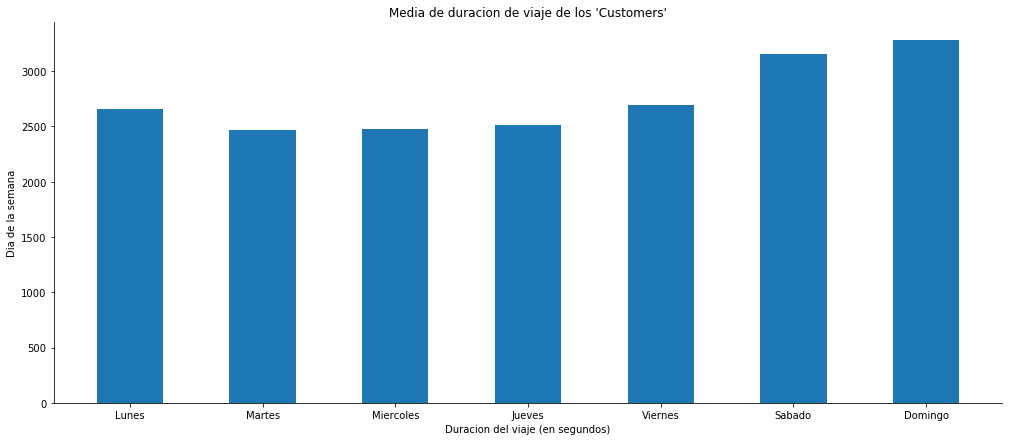 Media de duracion de viaje de los 'Customers'
Dia de la semana
3000
2500
2000
1500
1000
500
0
Lunes Martes Miercoles Jueves Viernes Sabado Domingo
Duracion del viaje (en segundos)